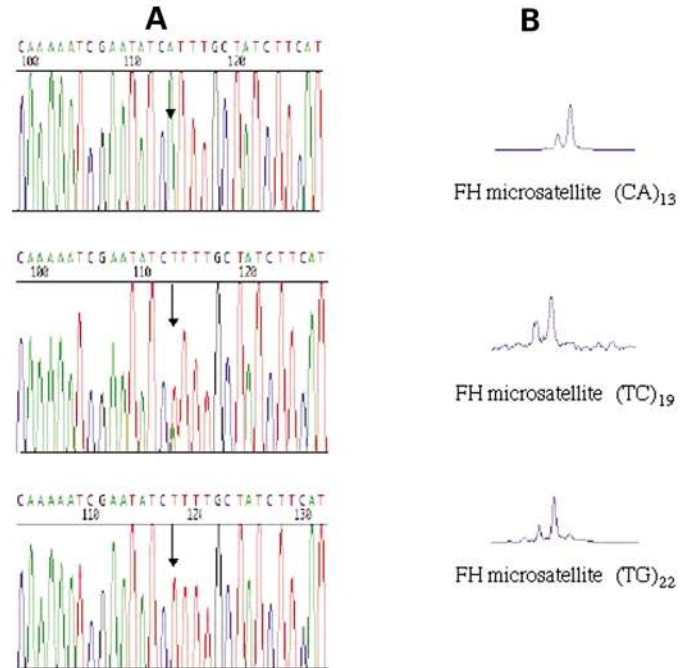 A
B
CAAAAATCGAATATCATTTGCTATCTTCAT
100 110 120
FH microsatellite (CA)13
CAAAAATCGAATATCTTTTGCTATCTTCAT
100 110 120
FH microsatellite (TC)19
CAAAAATCGAATATCTTTTGCTATCTTCAT
110 120 130
FH microsatellite (TG)22